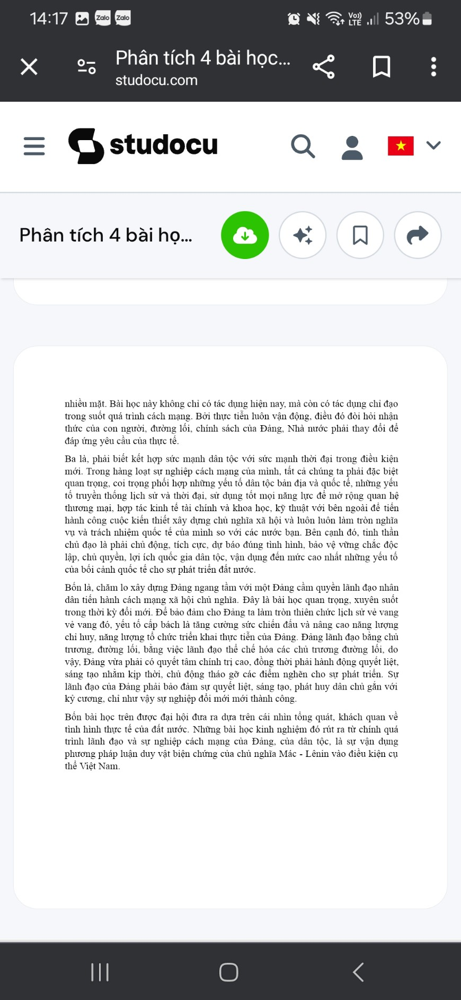 14:17 Zalo Zalo Vo)) LTE 53%
Phân tích 4 bài học...
studocu.com
studocu
Phân tích 4 bài họ...
nhiều mặt. Bài học này không chỉ có tác dụng hiện nay, mà còn có tác dụng chỉ đạo
trong suốt quá trình cách mạng. Bởi thực tiễn luôn vận động, điều đó đòi hỏi nhận
thức của con người, đường lối, chính sách của Đảng, Nhà nước phải thay đổi để
đáp ứng yêu cầu của thực tế.
Ba là, phải biết kết hợp sức mạnh dân tộc với sức mạnh thời đại trong điều kiện
mới. Trong hàng loạt sự nghiệp cách mạng của mình, tất cả chúng ta phải đặc biệt
quan trọng, coi trọng phối hợp những yếu tố dân tộc bản địa và quốc tế, những yếu
tố truyền thống lịch sử và thời đại, sử dụng tốt mọi năng lực để mở rộng quan hệ
thương mại, hợp tác kinh tế tài chính và khoa học, kỹ thuật với bên ngoài để tiến
hành công cuộc kiến thiết xây dựng chủ nghĩa xã hội và luôn luôn làm tròn nghĩa
vụ và trách nhiệm quốc tế của mình so với các nước bạn. Bên cạnh đó, tinh thần
chủ đạo là phải chủ động, tích cực, dự báo đúng tình hình, bảo vệ vững chắc độc
lập, chủ quyền, lợi ích quốc gia dân tộc, vận dụng đến mức cao nhất những yếu tố
của bối cảnh quốc tế cho sự phát triển đất nước.
Bốn là, chăm lo xây dựng Đảng ngang tầm với một Đảng cầm quyền lãnh đạo nhân
dân tiến hành cách mạng xã hội chủ nghĩa. Đây là bài học quan trọng, xuyên suốt
trong thời kỳ đổi mới. Để bảo đảm cho Đảng ta làm tròn thiên chức lịch sử vẻ vang
vẻ vang đó, yếu tố cấp bách là tăng cường sức chiến đấu và nâng cao năng lượng
chỉ huy, năng lượng tổ chức triển khai thực tiễn của Đảng. Đảng lãnh đạo bằng chủ
trương, đường lối, bằng việc lãnh đạo thể chế hóa các chủ trương đường lối, do
vậy, Đảng vừa phải có quyết tâm chính trị cao, đồng thời phải hành động quyết liệt,
sáng tạo nhằm kịp thời, chủ động tháo gỡ các điểm nghẽn cho sự phát triển. Sự
lãnh đạo của Đảng phải bảo đảm sự quyết liệt, sáng tạo, phát huy dân chủ gắn với
kỷ cương, chỉ như vậy sự nghiệp đổi mới mới thành công.
Bốn bài học trên được đại hội đưa ra dựa trên cái nhìn tổng quát, khách quan về
tình hình thực tế của đất nước. Những bài học kinh nghiệm đó rút ra từ chính quá
trình lãnh đạo và sự nghiệp cách mạng của Đảng, của dân tộc, là sự vận dụng
phương pháp luận duy vật biện chứng của chủ nghĩa Mác - Lênin vào điều kiện cụ
thể Việt Nam.